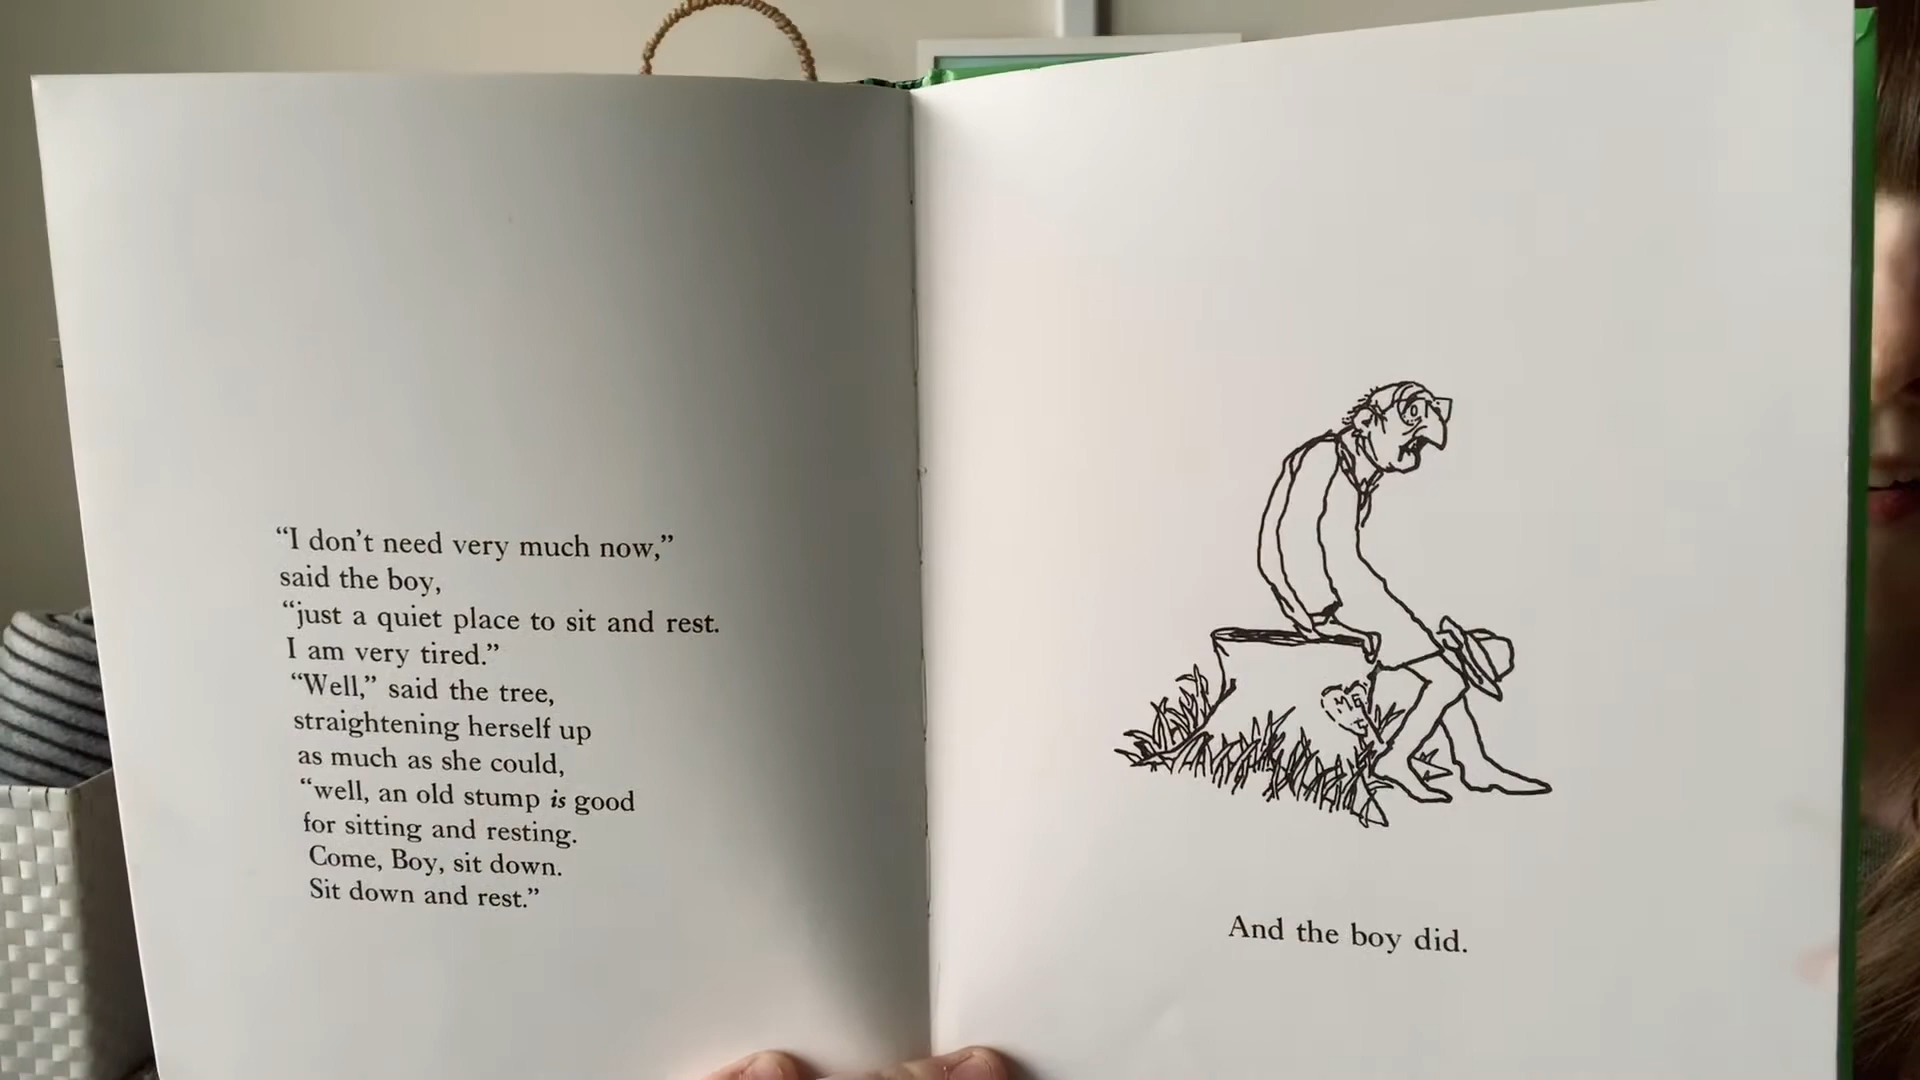 “I don’t need very much now,”
said the boy,
“just a quiet place to sit and rest.
I am very tired.”
“Well,” said the tree,
straightening herself up
as much as she could,
“well, an old stump is good
for sitting and resting.
Come, Boy, sit down.
Sit down and rest.”
And the boy did.